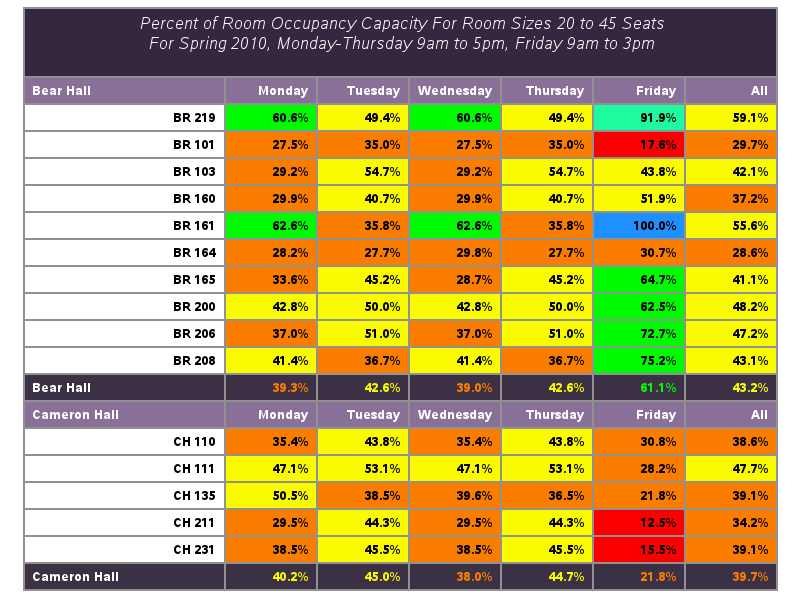 Percent of Room Occupancy Capacity For Room Sizes 20 to 45 Seats
For Spring 2010, Monday-Thursday 9am to 5pm, Friday 9am to 3pm
Bear Hall Monday Tuesday Wednesday Thursday Friday All
BR 219 60.6% 49.4% 60.6% 49.4% 91.9% 59.1%
BR 101 27.5% 35.0% 27.5% 35.0% 17.6% 29.7%
BR 103 29.2% 54.7% 29.2% 54.7% 43.8% 42.1%
BR 160 29.9% 40.7% 29.9% 40.7% 51.9% 37.2%
BR 161 62.6% 35.8% 62.6% 35.8% 100.0% 55.6%
BR 164 28.2% 27.7% 29.8% 27.7% 30.7% 28.6%
BR 165 33.6% 45.2% 28.7% 45.2% 64.7% 41.1%
BR 200 42.8% 50.0% 42.8% 50.0% 62.5% 48.2%
BR 206 37.0% 51.0% 37.0% 51.0% 72.7% 47.2%
BR 208 41.4% 36.7% 41.4% 36.7% 75.2% 43.1%
Bear Hall 39.3% 42.6% 39.0% 42.6% 61.1% 43.2%
Cameron Hall Monday Tuesday Wednesday Thursday Friday All
CH 110 35.4% 43.8% 35.4% 43.8% 30.8% 38.6%
CH 111 47.1% 53.1% 47.1% 53.1% 28.2% 47.7%
CH 135 50.5% 38.5% 39.6% 36.5% 21.8% 39.1%
CH 211 29.5% 44.3% 29.5% 44.3% 12.5% 34.2%
CH 231 38.5% 45.5% 38.5% 45.5% 15.5% 39.1%
Cameron Hall 40.2% 45.0% 38.0% 44.7% 21.8% 39.7%